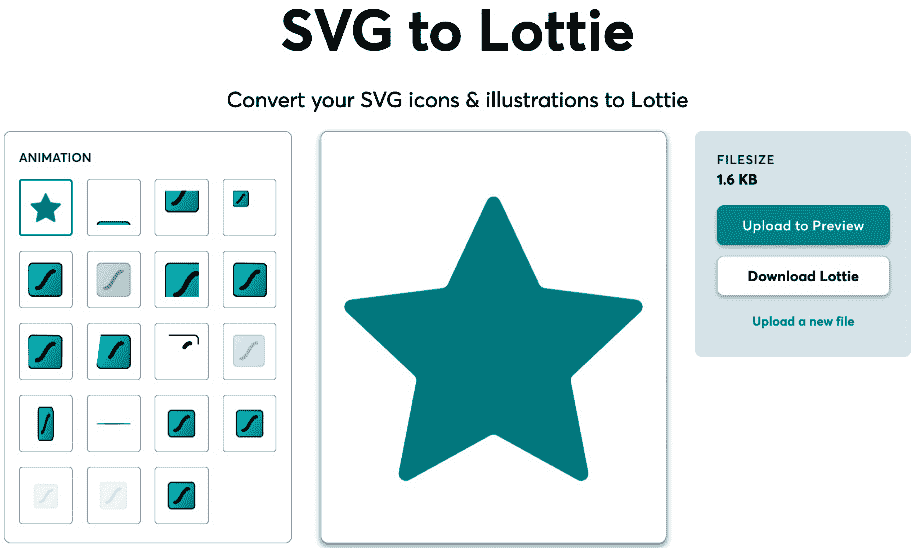 SVG to Lottie
Convert your SVG icons & illustrations to Lottie
ANIMATION
FILESIZE
1.6 KB
Upload to Preview
Download Lottie
Upload a new file